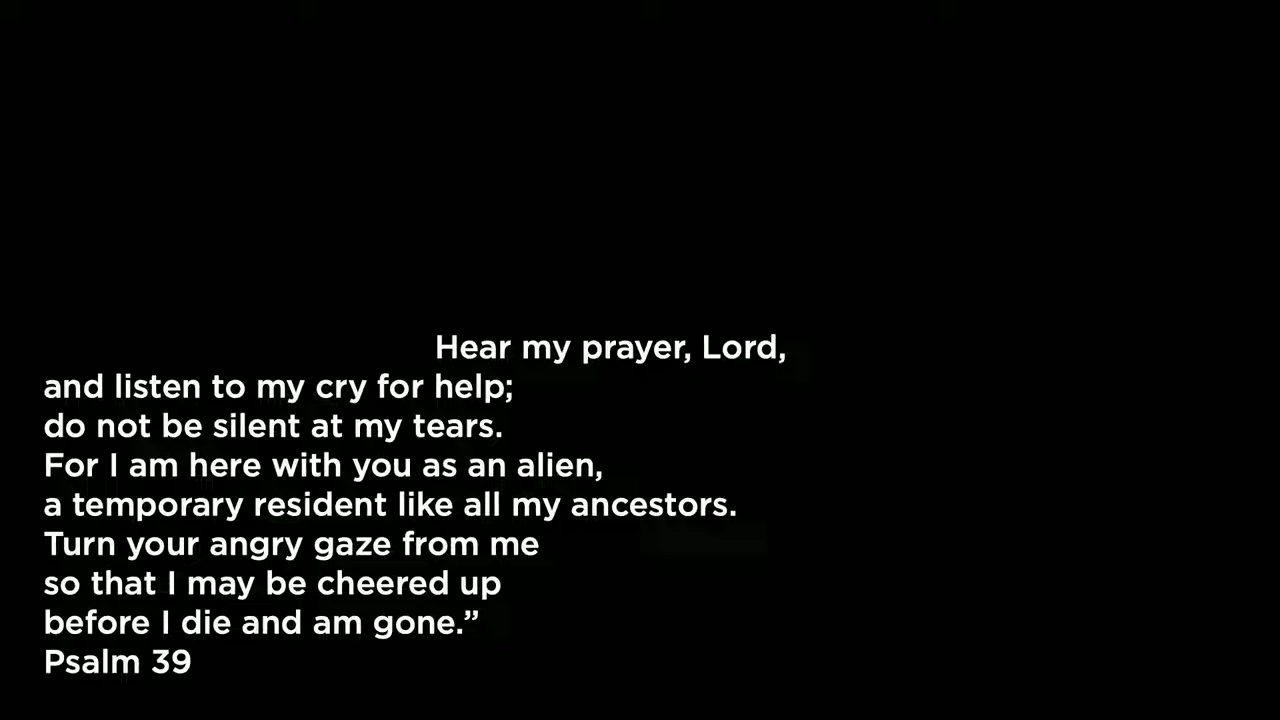 Hear my prayer, Lord,
and listen to my cry for help;
do not be silent at my tears.
For I am here with you as an alien,
a temporary resident like all my ancestors.
Turn your angry gaze from me
so that I may be cheered up
before I die and am gone.”
Psalm 39